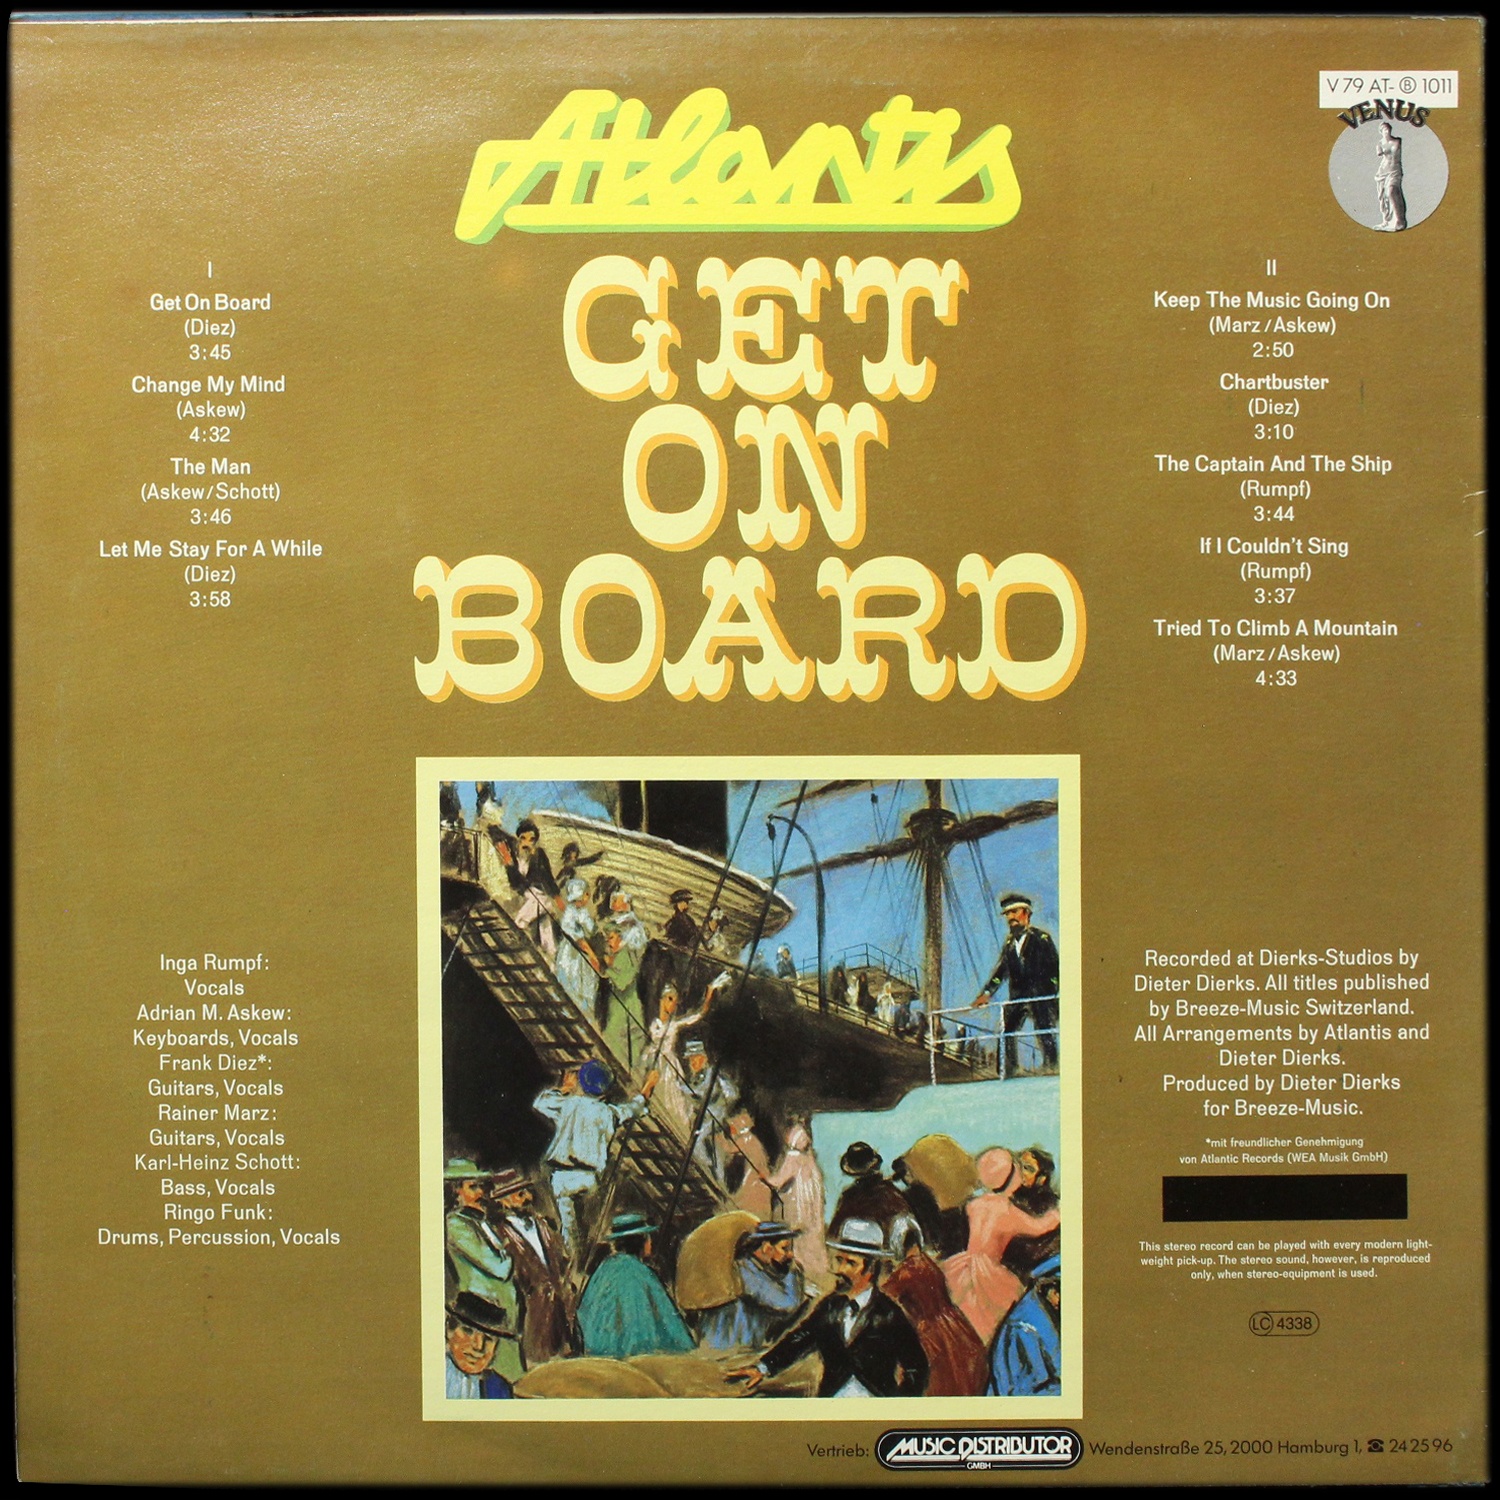 V 79 AT- Ⓑ 1011
VENUS
Atlantis
GET
ON
BOARD
I
Get On Board
(Diez)
3:45
Change My Mind
(Askew)
4:32
The Man
(Askew/Schott)
3:46
Let Me Stay For A While
(Diez)
3:58
II
Keep The Music Going On
(Marz/Askew)
2:50
Chartbuster
(Diez)
3:10
The Captain And The Ship
(Rumpf)
3:44
If I Couldn't Sing
(Rumpf)
3:37
Tried To Climb A Mountain
(Marz/Askew)
4:33
Inga Rumpf:
Vocals
Adrian M. Askew:
Keyboards, Vocals
Frank Diez*:
Guitars, Vocals
Rainer Marz:
Guitars, Vocals
Karl-Heinz Schott:
Bass, Vocals
Ringo Funk:
Drums, Percussion, Vocals
Recorded at Dierks-Studios by
Dieter Dierks. All titles published
by Breeze-Music Switzerland.
All Arrangements by Atlantis and
Dieter Dierks.
Produced by Dieter Dierks
for Breeze-Music.
*mit freundlicher Genehmigung
von Atlantic Records (WEA Musik GmbH)
This stereo record can be played with every modern light-
weight pick-up. The stereo sound, however, is reproduced
only, when stereo-equipment is used.
LC 4338
Vertrieb: MUSIC DISTRIBUTOR GMBH Wendenstraße 25, 2000 Hamburg 1, ☎ 24 25 96